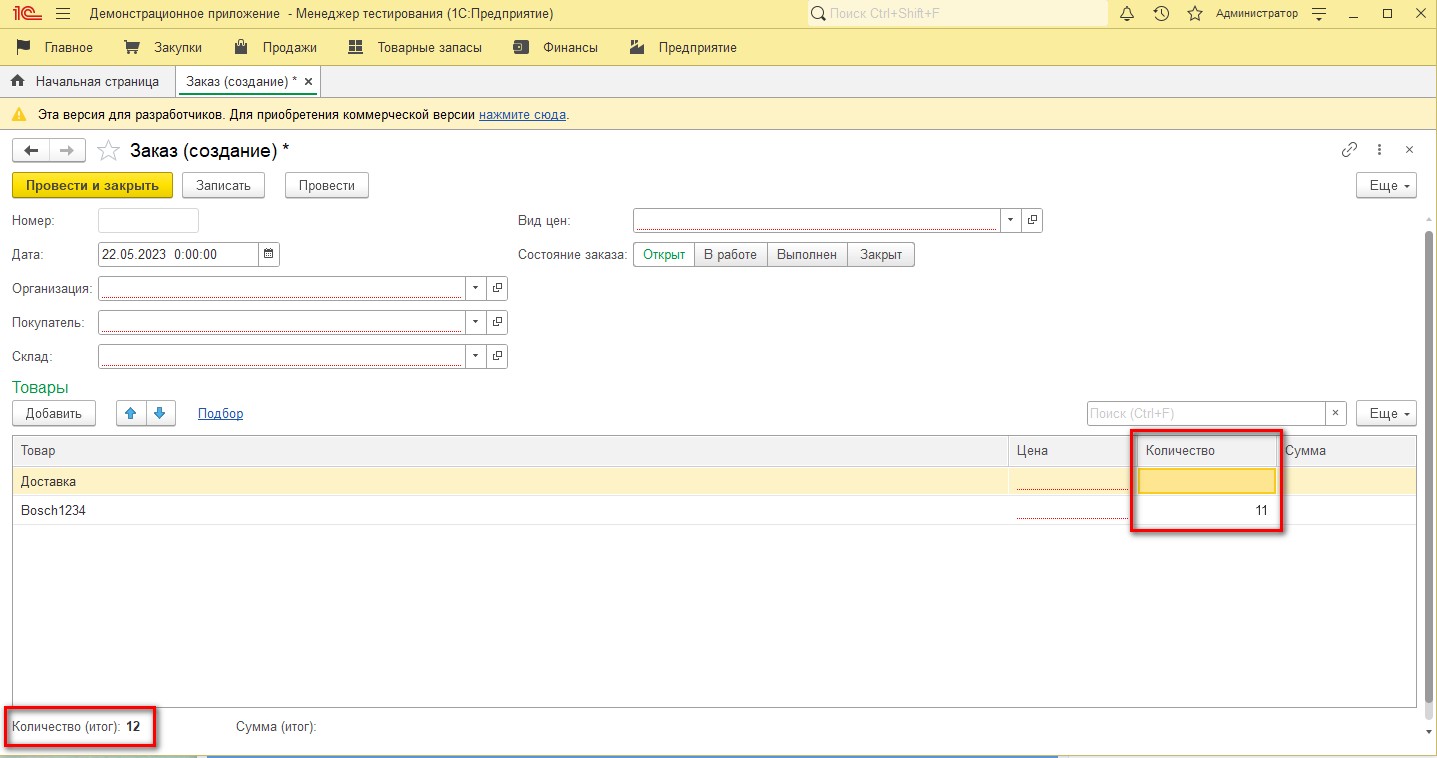 1С Демонстрационное приложение - Менеджер тестирования (1С:Предприятие) Поиск Ctrl+Shift+F Администратор
Главное Закупки Продажи Товарные запасы Финансы Предприятие
Начальная страница Заказ (создание) * ×
Эта версия для разработчиков. Для приобретения коммерческой версии нажмите сюда.
Заказ (создание) *
Провести и закрыть Записать Провести Еще
Номер: Вид цен:
Дата: 22.05.2023 0:00:00 Состояние заказа: Открыт В работе Выполнен Закрыт
Организация:
Покупатель:
Склад:
Товары
Добавить Подбор Поиск (Ctrl+F) × Еще
Товар Цена Количество Сумма
Доставка
Bosch1234 11
Количество (итог): 12 Сумма (итог):